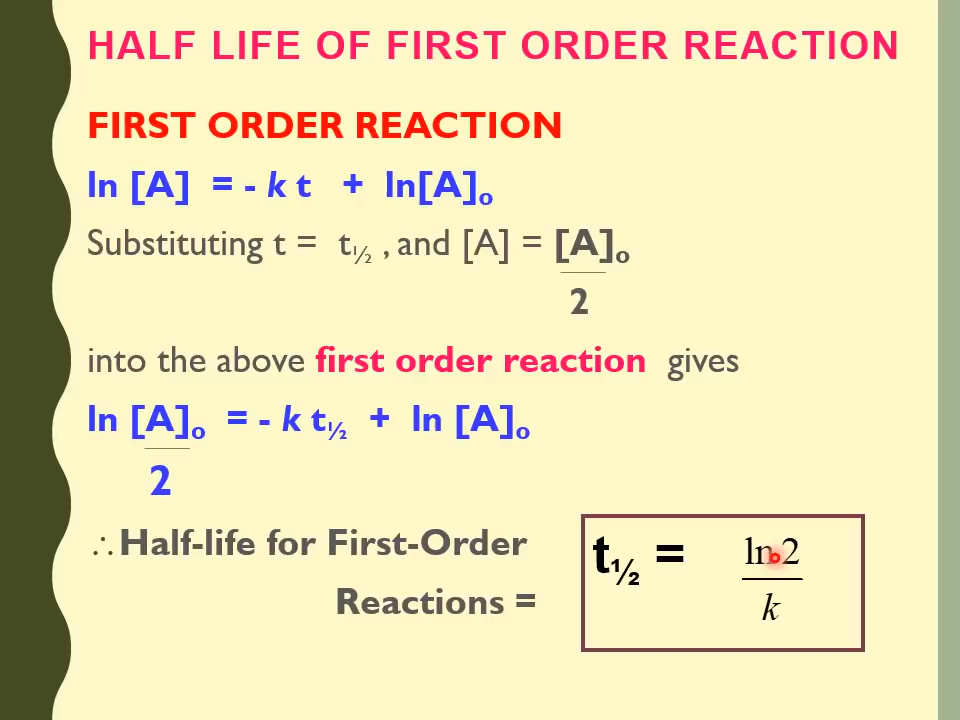 HALF LIFE OF FIRST ORDER REACTION
FIRST ORDER REACTION
ln [A] = - k t + ln[A]o
Substituting t = t½ , and [A] = [A]o
2
into the above first order reaction gives
ln [A]o = - k t½ + ln [A]o
2
∴ Half-life for First-Order
Reactions =
t½ = ln 2
k